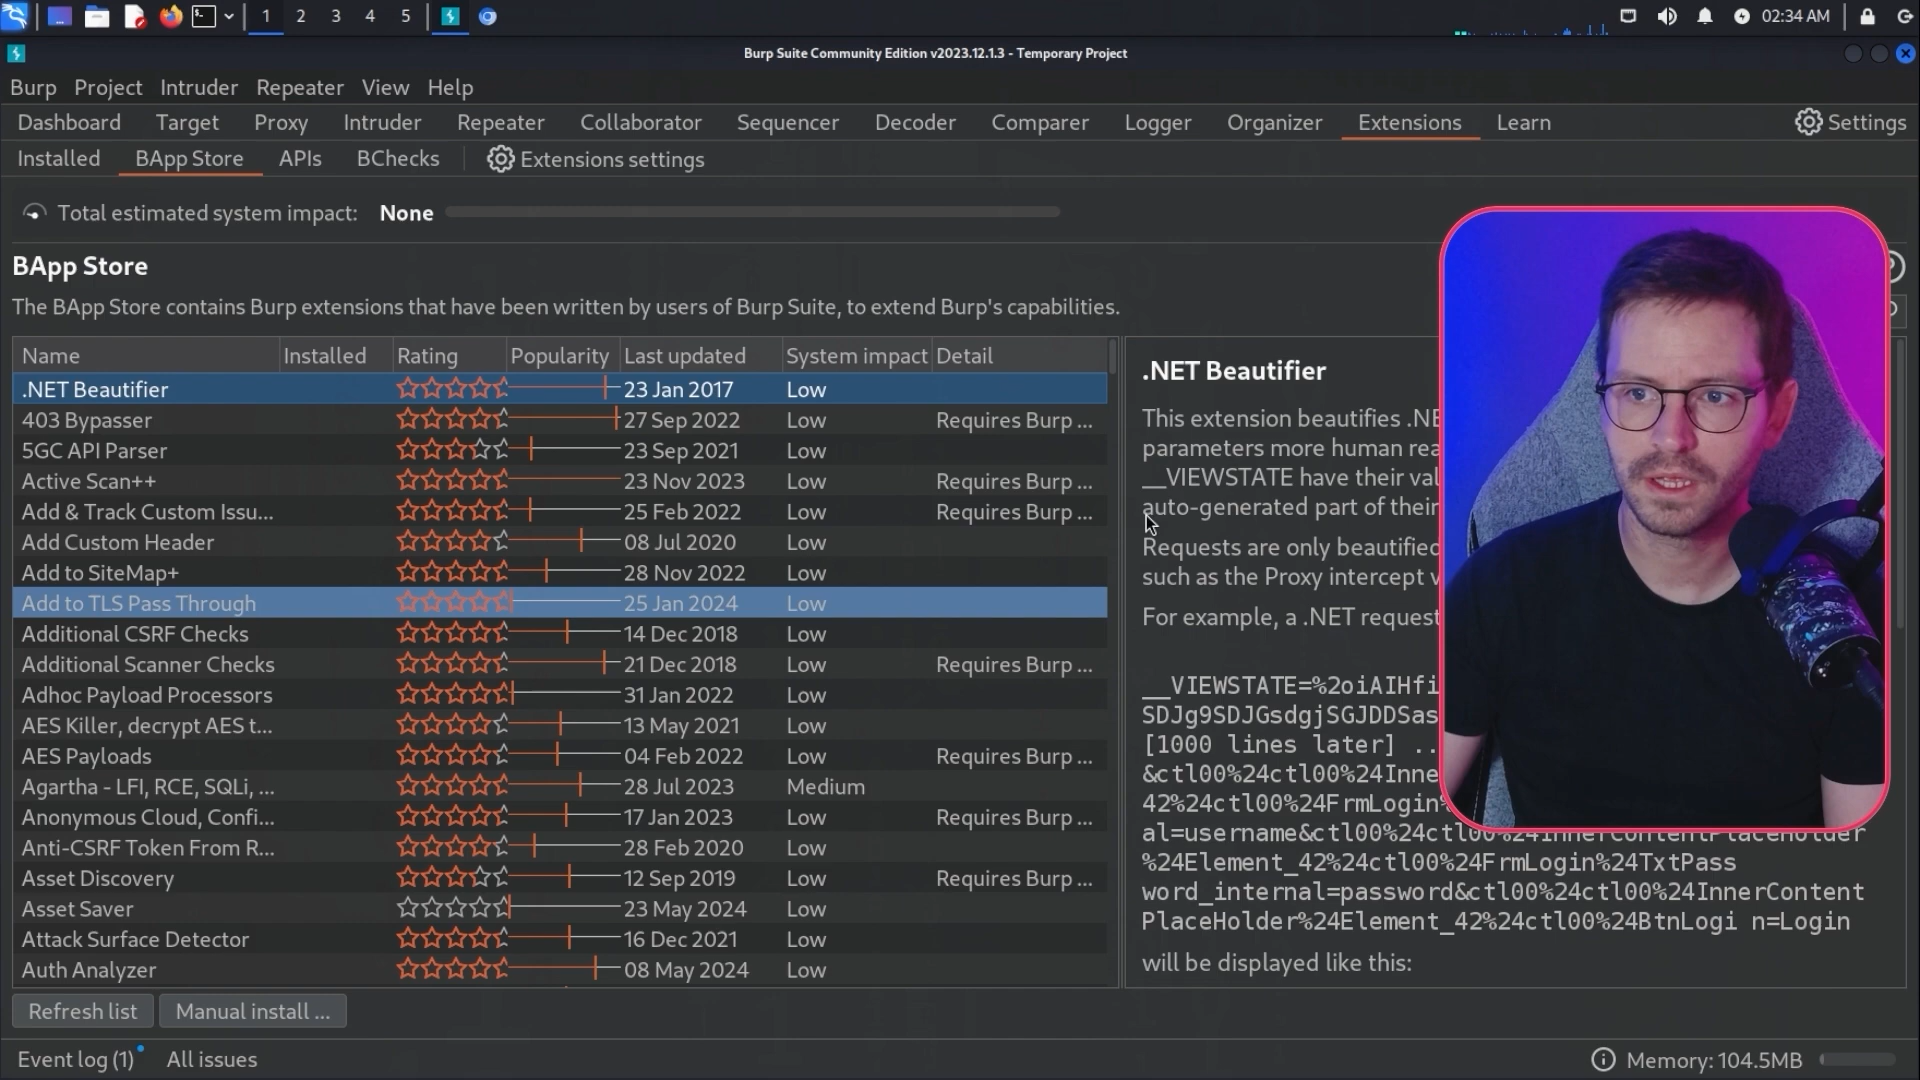 1 2 3 4 5 02:34 AM
Burp Suite Community Edition v2023.12.1.3 - Temporary Project
Burp Project Intruder Repeater View Help
Dashboard Target Proxy Intruder Repeater Collaborator Sequencer Decoder Comparer Logger Organizer Extensions Learn Settings
Installed BApp Store APIs BChecks Extensions settings
Total estimated system impact: None
BApp Store
The BApp Store contains Burp extensions that have been written by users of Burp Suite, to extend Burp's capabilities.
Name Installed Rating Popularity Last updated System impact Detail
.NET Beautifier 23 Jan 2017 Low
403 Bypasser 27 Sep 2022 Low Requires Burp ...
5GC API Parser 23 Sep 2021 Low
Active Scan++ 23 Nov 2023 Low Requires Burp ...
Add & Track Custom Issu... 25 Feb 2022 Low Requires Burp ...
Add Custom Header 08 Jul 2020 Low
Add to SiteMap+ 28 Nov 2022 Low
Add to TLS Pass Through 25 Jan 2024 Low
Additional CSRF Checks 14 Dec 2018 Low
Additional Scanner Checks 21 Dec 2018 Low Requires Burp ...
Adhoc Payload Processors 31 Jan 2022 Low
AES Killer, decrypt AES t... 13 May 2021 Low
AES Payloads 04 Feb 2022 Low Requires Burp ...
Agartha - LFI, RCE, SQLi, ... 28 Jul 2023 Medium
Anonymous Cloud, Confi... 17 Jan 2023 Low Requires Burp ...
Anti-CSRF Token From R... 28 Feb 2020 Low
Asset Discovery 12 Sep 2019 Low Requires Burp ...
Asset Saver 23 May 2024 Low
Attack Surface Detector 16 Dec 2021 Low
Auth Analyzer 08 May 2024 Low
.NET Beautifier
This extension beautifies .NE
parameters more human rea
__VIEWSTATE have their val
auto-generated part of their
Requests are only beautified
such as the Proxy intercept v
For example, a .NET request
__VIEWSTATE=%2oiAIHfi
SDJg9SDJGsdgjSGJDDSas
[1000 lines later] ..
&ctl00%24ctl00%24Inne
42%24ctl00%24FrmLogin%
al=username&ctl00%24ctl00%24InnerContentPlaceholder
%24Element_42%24ctl00%24FrmLogin%24TxtPass
word_internal=password&ctl00%24ctl00%24InnerContent
PlaceHolder%24Element_42%24ctl00%24BtnLogi n=Login
will be displayed like this:
Refresh list Manual install ...
Event log (1) All issues Memory: 104.5MB